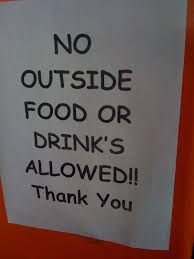 NO
OUTSIDE
FOOD OR
DRINK'S
ALLOWED!!
Thank You